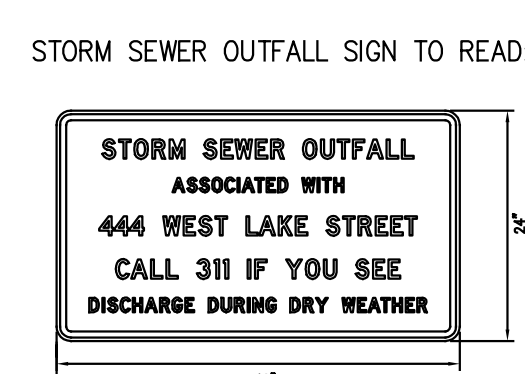 STORM SEWER OUTFALL SIGN TO READ:
STORM SEWER OUTFALL
ASSOCIATED WITH
444 WEST LAKE STREET
CALL 311 IF YOU SEE
DISCHARGE DURING DRY WEATHER
24"